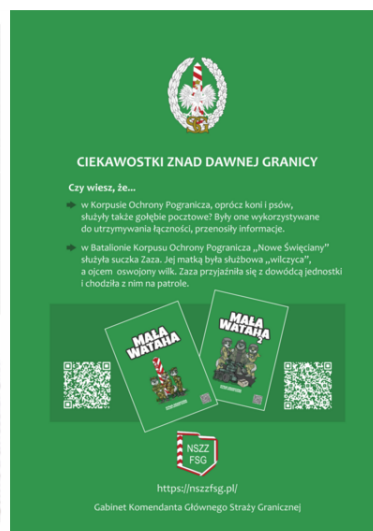 CIEKAWOSTKI ZNAD DAWNEJ GRANICY
Czy wiesz, że...
w Korpusie Ochrony Pogranicza, oprócz koni i psów,
służyły także gołębie pocztowe? Były one wykorzystywane
do utrzymywania łączności, przenosiły informacje.
w Batalionie Korpusu Ochrony Pogranicza „Nowe Święciany”
służyła suczka Zaza. Jej matką była służbowa „wilczyca”,
a ojcem oswojony wilk. Zaza przyjaźniła się z dowódcą jednostki
i chodziła z nim na patrole.
MAŁA
WATAHA
MAŁA
WATAHA
2
NSZZ
FSG
https://nszzfsg.pl/
Gabinet Komendanta Głównego Straży Granicznej